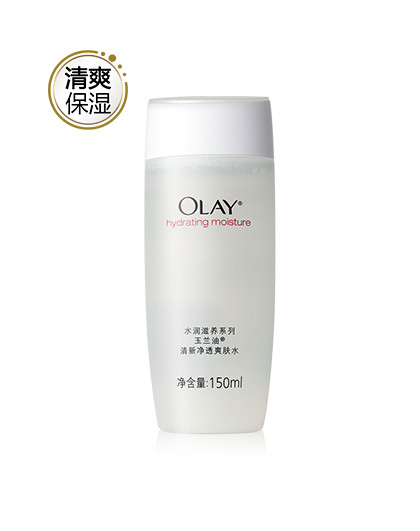 清爽
保湿
OLAY®
hydrating moisture
水润滋养系列
玉兰油®
清新净透爽肤水
净含量:150ml